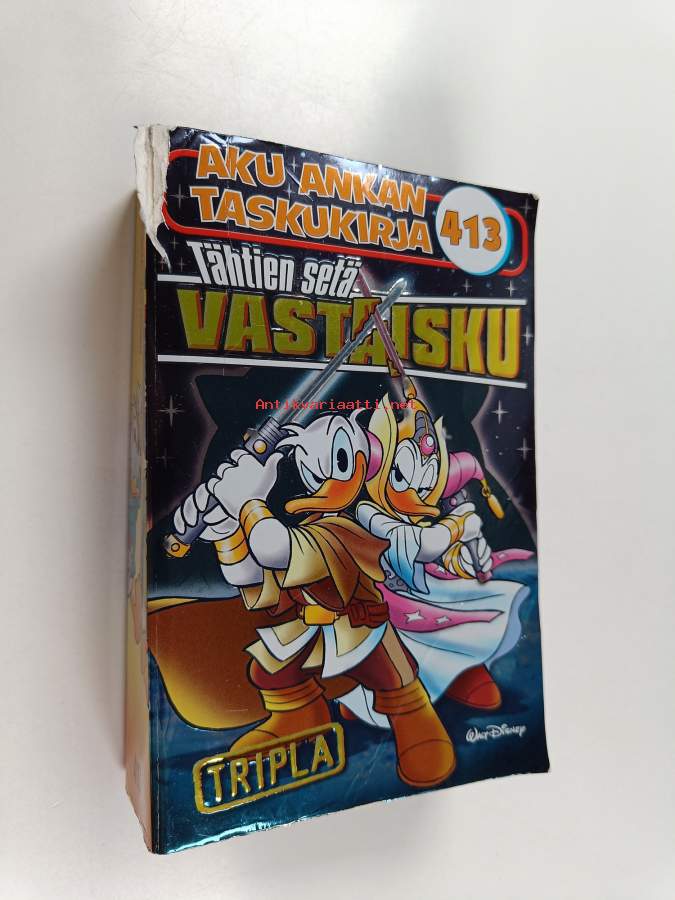 AKU ANKAN
TASKUKIRJA
413
Tähtien setä
VASTAISKU
Antikvariaatti.net
TRIPLA
Walt Disney